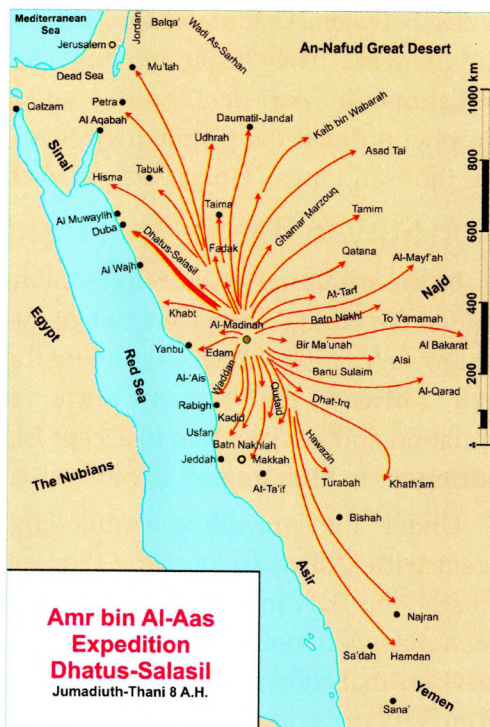 Mediterranean
Sea
Jerusalem
Jordan
Balqa'
Wadi As-Sarhan
An-Nafud Great Desert
Dead Sea
Mu'tah
Qalzam
Petra
Al Aqabah
Daumatil-Jandal
Kalb bin Wabarah
Udhrah
Asad Tai
Sinai
Hisma
Tabuk
Taima
Ghamar Marzouq
Tamim
Al Muwaylih
Duba
Dhatus-Salasil
Fadak
Qatana
Al-Mayf'ah
Al Wajh
At-Tarf
Najd
Egypt
Khabt
Al-Madinah
Batn Nakhl
To Yamamah
Red Sea
Yanbu
Edam
Bir Ma'unah
Al Bakarat
Waddan
Banu Sulaim
Alsi
Al-'Ais
Qudaid
Dhat-Irq
Al-Qarad
Rabigh
Kadid
Usfan
Hawazin
Batn Nakhlah
The Nubians
Jeddah
Makkah
At-Ta'if
Turabah
Khath'am
Bishah
Asir
Najran
Sa'dah
Hamdan
Yemen
Sana'
1000 km
800
600
400
200
Amr bin Al-Aas
Expedition
Dhatus-Salasil
Jumadiuth-Thani 8 A.H.